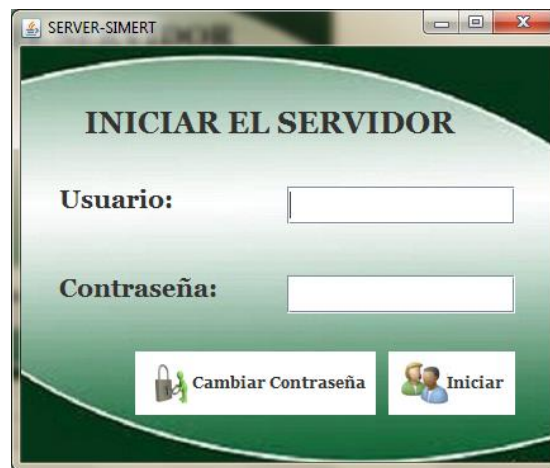 SERVER-SIMERT
INICIAR EL SERVIDOR
Usuario:
Contraseña:
Cambiar Contraseña
Iniciar